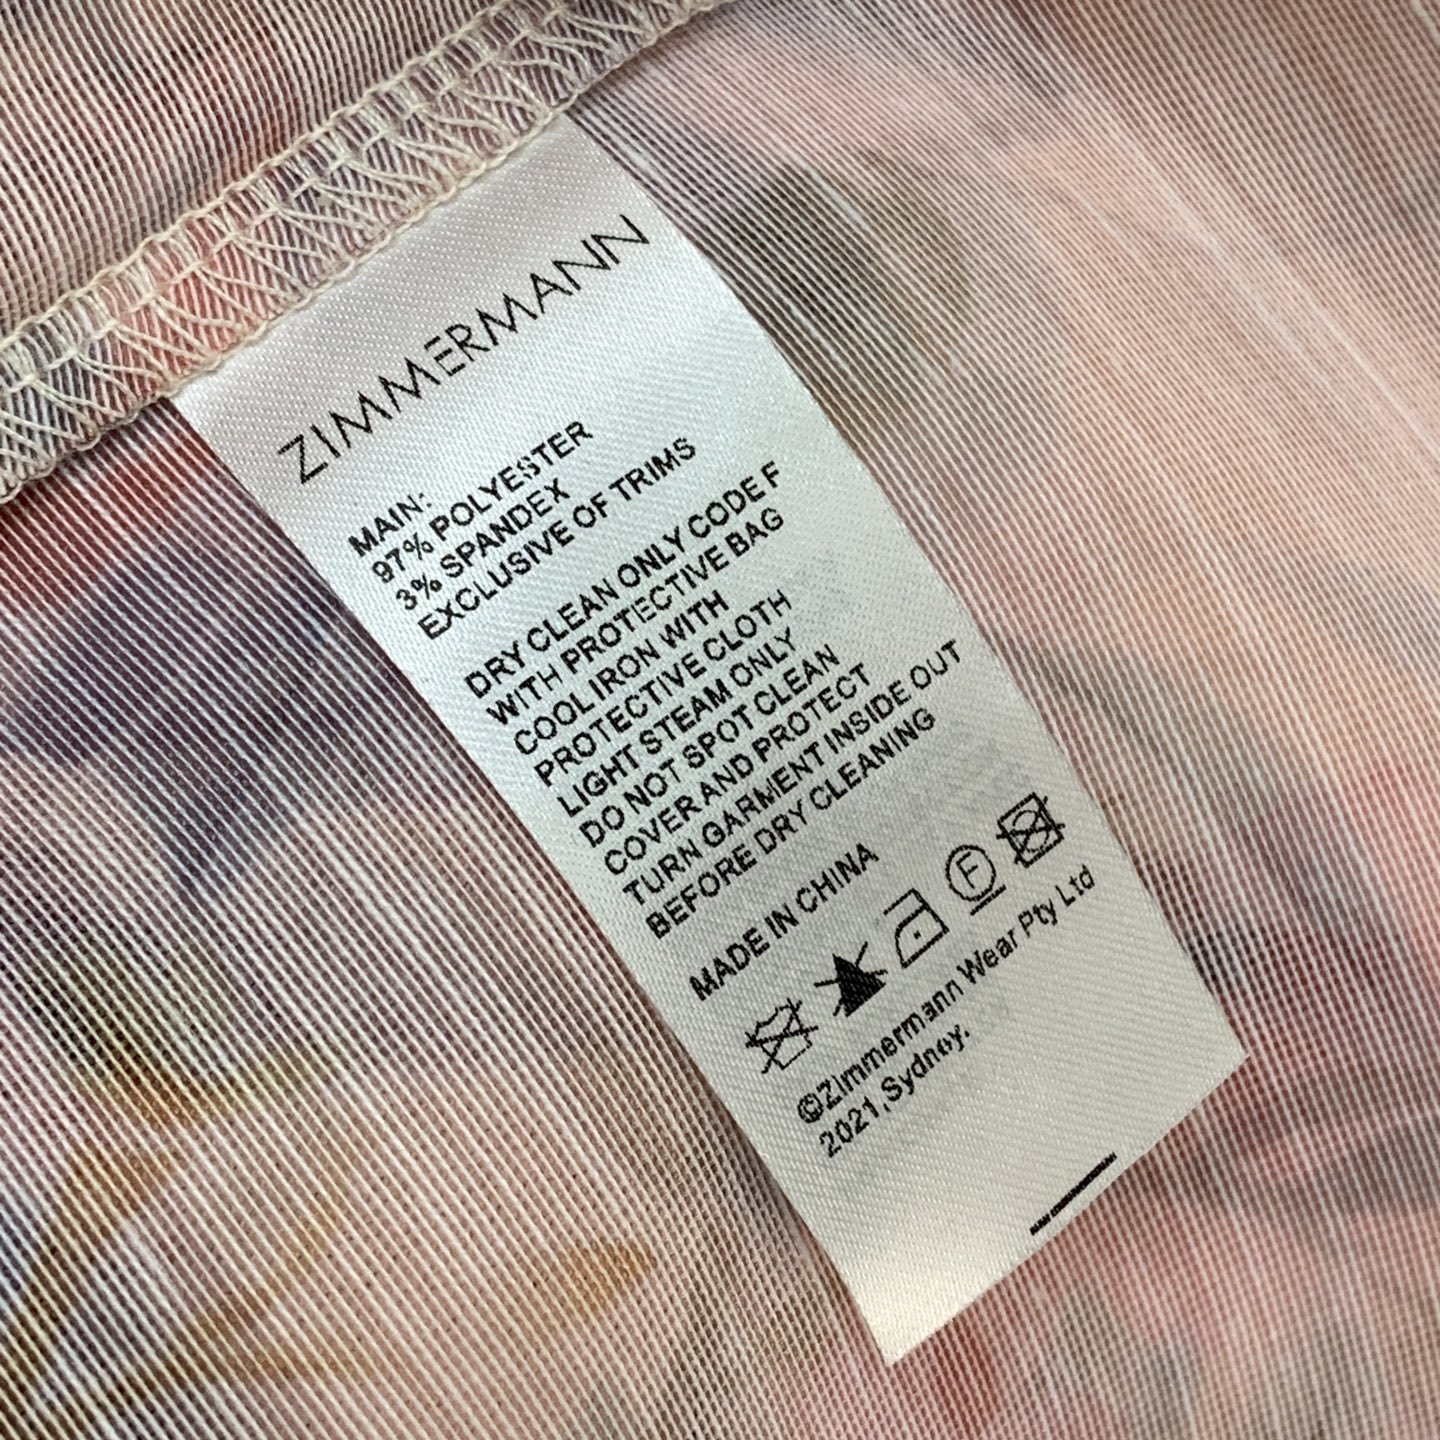 ZIMMERMANN
MAIN:
97% POLYESTER
3% SPANDEX
EXCLUSIVE OF TRIMS
DRY CLEAN ONLY CODE F
WITH PROTECTIVE BAG
COOL IRON WITH
PROTECTIVE CLOTH
LIGHT STEAM ONLY
DO NOT SPOT CLEAN
COVER AND PROTECT
TURN GARMENT INSIDE OUT
BEFORE DRY CLEANING
MADE IN CHINA
F
©Zimmermann Wear Pty Ltd
2021,Sydney.